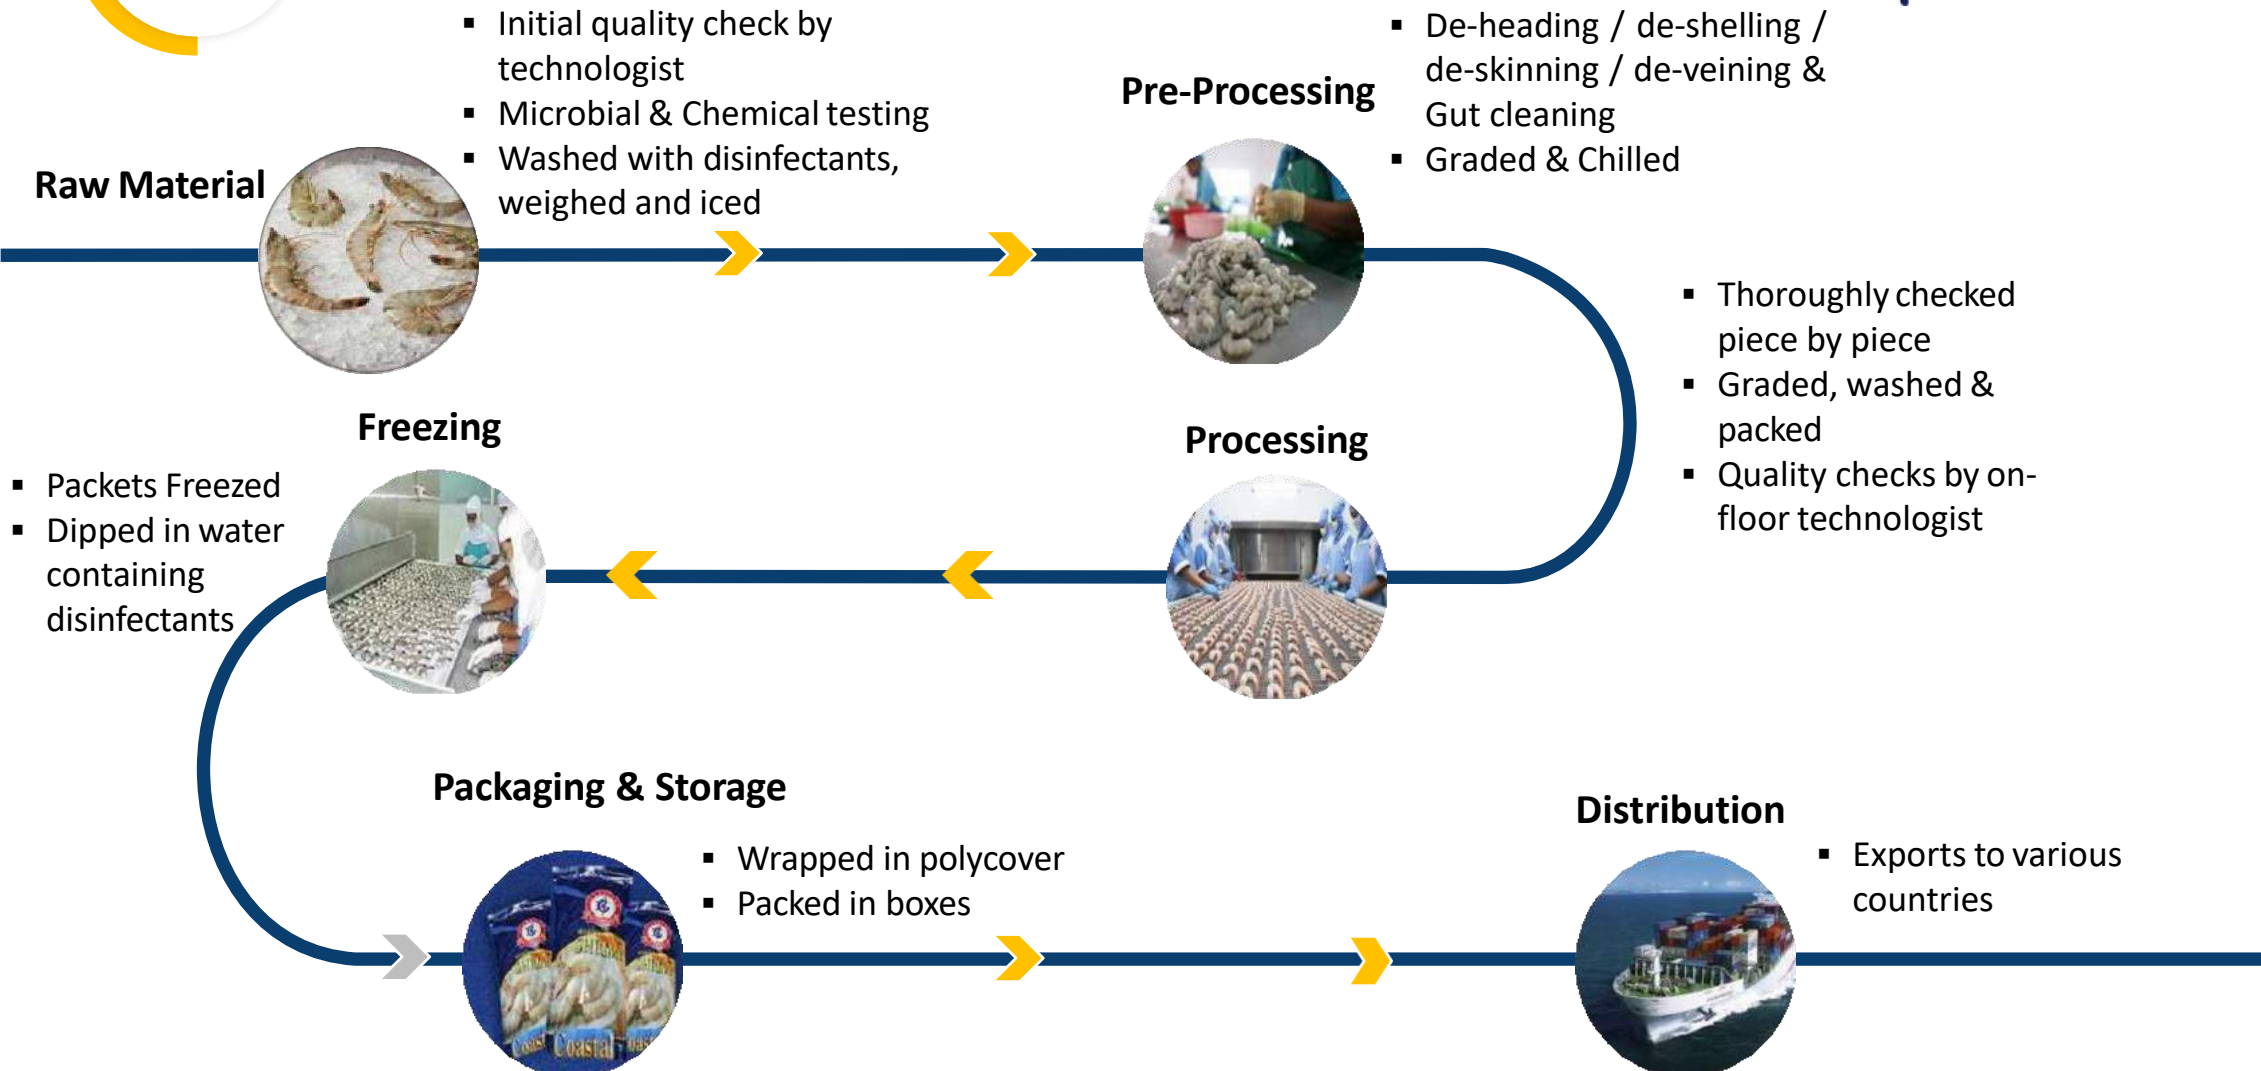 ▪ Initial quality check by
technologist
▪ Microbial & Chemical testing
▪ Washed with disinfectants,
weighed and iced
Raw Material
Pre-Processing
▪ De-heading / de-shelling /
de-skinning / de-veining &
Gut cleaning
▪ Graded & Chilled
▪ Thoroughly checked
piece by piece
▪ Graded, washed &
packed
▪ Quality checks by on-
floor technologist
Processing
Freezing
▪ Packets Freezed
▪ Dipped in water
containing
disinfectants
Packaging & Storage
▪ Wrapped in polycover
▪ Packed in boxes
Coastal
Distribution
▪ Exports to various
countries